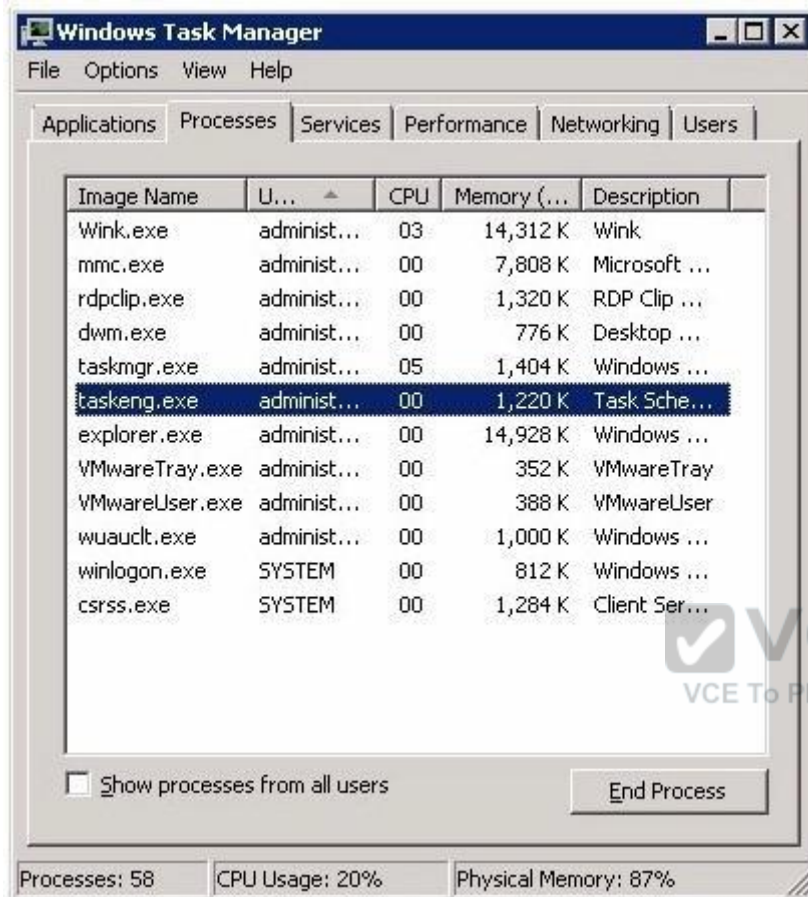 Windows Task Manager
File Options View Help
Applications Processes Services Performance Networking Users
Image Name U... CPU Memory (... Description
Wink.exe administ... 03 14,312 K Wink
mmc.exe administ... 00 7,808 K Microsoft ...
rdpclip.exe administ... 00 1,320 K RDP Clip ...
dwm.exe administ... 00 776 K Desktop ...
taskmgr.exe administ... 05 1,404 K Windows ...
taskeng.exe administ... 00 1,220 K Task Sche...
explorer.exe administ... 00 14,928 K Windows ...
VMwareTray.exe administ... 00 352 K VMwareTray
VMwareUser.exe administ... 00 388 K VMwareUser
wuauclt.exe administ... 00 1,000 K Windows ...
winlogon.exe SYSTEM 00 812 K Windows ...
csrss.exe SYSTEM 00 1,284 K Client Ser...
VCE To
Show processes from all users End Process
Processes: 58 CPU Usage: 20% Physical Memory: 87%